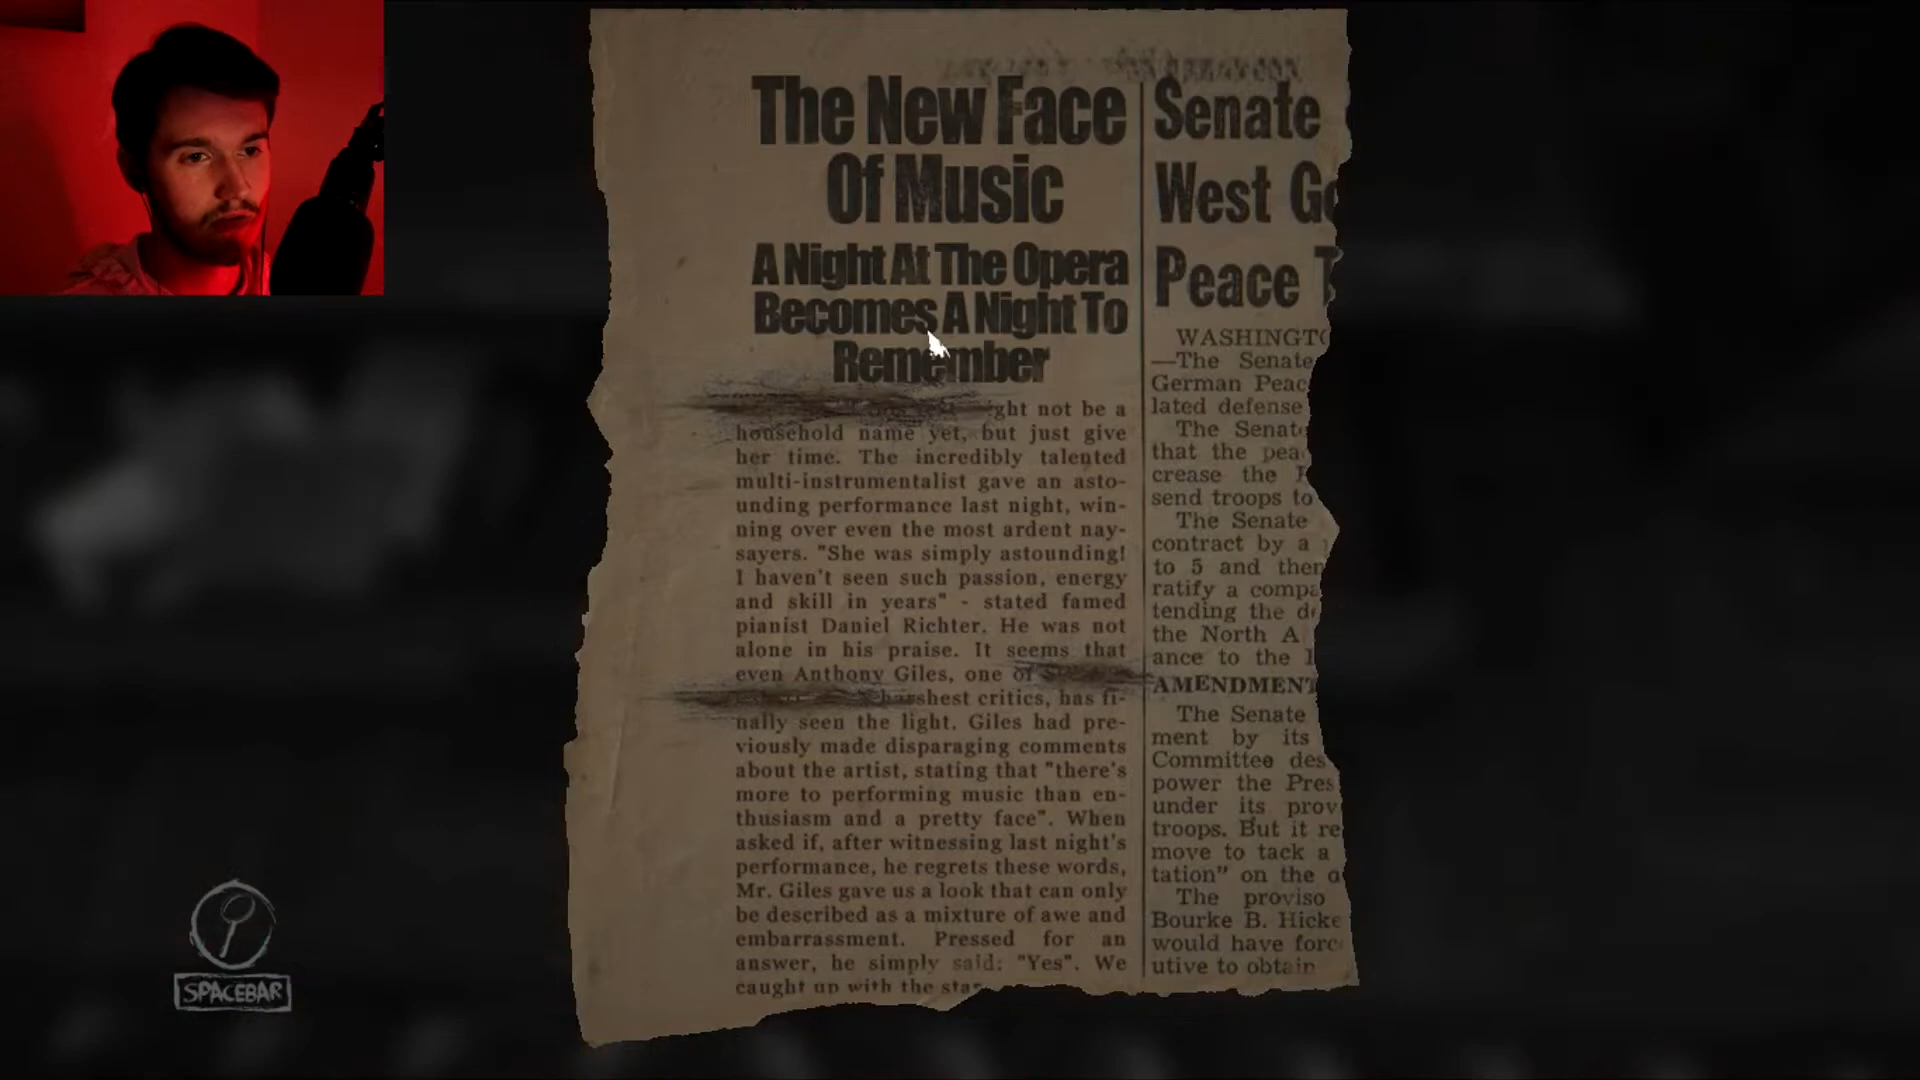 The New Face
Of Music
A Night At The Opera
Becomes A Night To
Remember
ght not be a
household name yet, but just give
her time. The incredibly talented
multi-instrumentalist gave an asto-
unding performance last night, win-
ning over even the most ardent nay-
sayers. "She was simply astounding!
I haven't seen such passion, energy
and skill in years" - stated famed
pianist Daniel Richter. He was not
alone in his praise. It seems that
even Anthony Giles, one of
harshest critics, has fi-
nally seen the light. Giles had pre-
viously made disparaging comments
about the artist, stating that "there's
more to performing music than en-
thusiasm and a pretty face". When
asked if, after witnessing last night's
performance, he regrets these words,
Mr. Giles gave us a look that can only
be described as a mixture of awe and
embarrassment. Pressed for an
answer, he simply said: "Yes". We
caught up with the star
Senate
West Ge
Peace T
WASHINGTO
—The Senate
German Peac
lated defense
The Senate
that the pea
crease the
send troops to
The Senate
contract by a
to 5 and then
ratify a compa
tending the de
the North A
ance to the
AMENDMENT
The Senate
ment by its
Committee des
power the Pres
under its prov
troops. But it re
move to tack a
tation" on the a
The proviso
Bourke B. Hicke
would have forc
utive to obtain
SPACEBAR